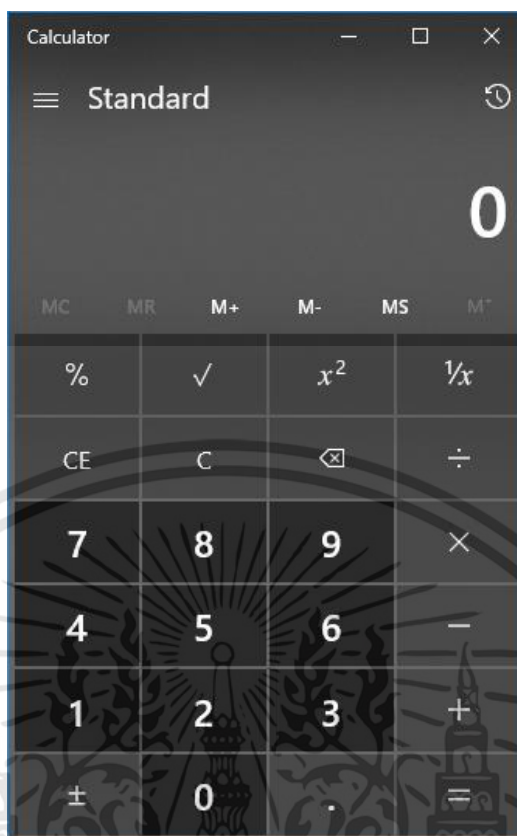 Calculator
Standard
0
MC MR M+ M- MS M˅
% √ x² ¹/x
CE C ⌫ ÷
7 8 9 ×
4 5 6 −
1 2 3 +
± 0 . =